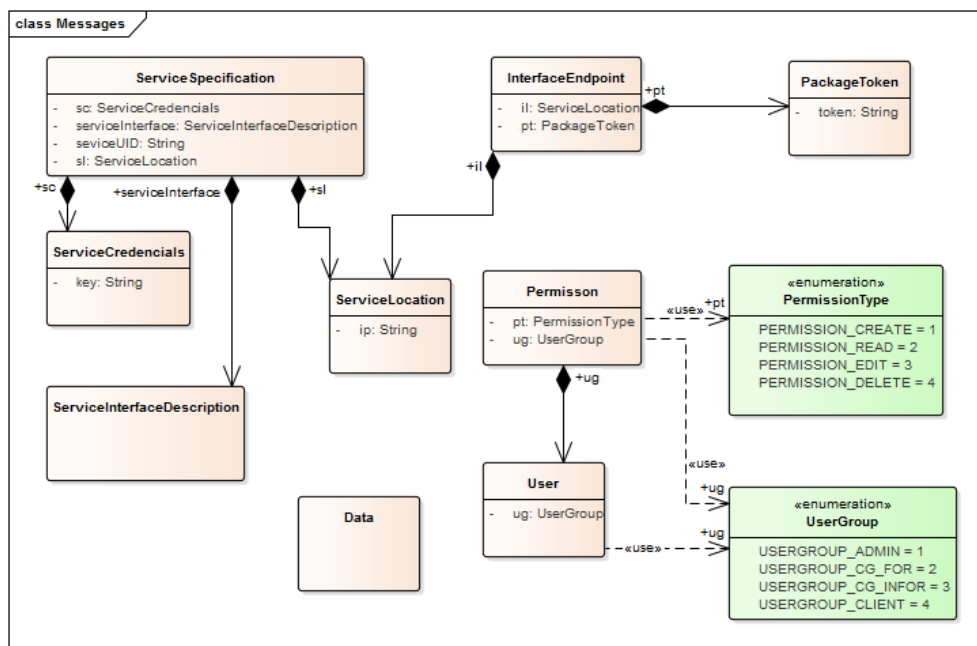 class Messages
ServiceSpecification
- sc: ServiceCredencials
- serviceInterface: ServiceInterfaceDescription
- seviceUID: String
- sl: ServiceLocation
InterfaceEndpoint
- il: ServiceLocation
- pt: PackageToken
+pt
PackageToken
- token: String
+sc
+serviceInterface
+sl
+il
ServiceCredencials
- key: String
ServiceLocation
- ip: String
Permisson
- pt: PermissionType
- ug: UserGroup
«use»
+pt
«enumeration»
PermissionType
PERMISSION_CREATE = 1
PERMISSION_READ = 2
PERMISSION_EDIT = 3
PERMISSION_DELETE = 4
+ug
ServiceInterfaceDescription
«use»
User
- ug: UserGroup
+ug
+ug
«use»
«enumeration»
UserGroup
USERGROUP_ADMIN = 1
USERGROUP_CG_FOR = 2
USERGROUP_CG_INFOR = 3
USERGROUP_CLIENT = 4
Data